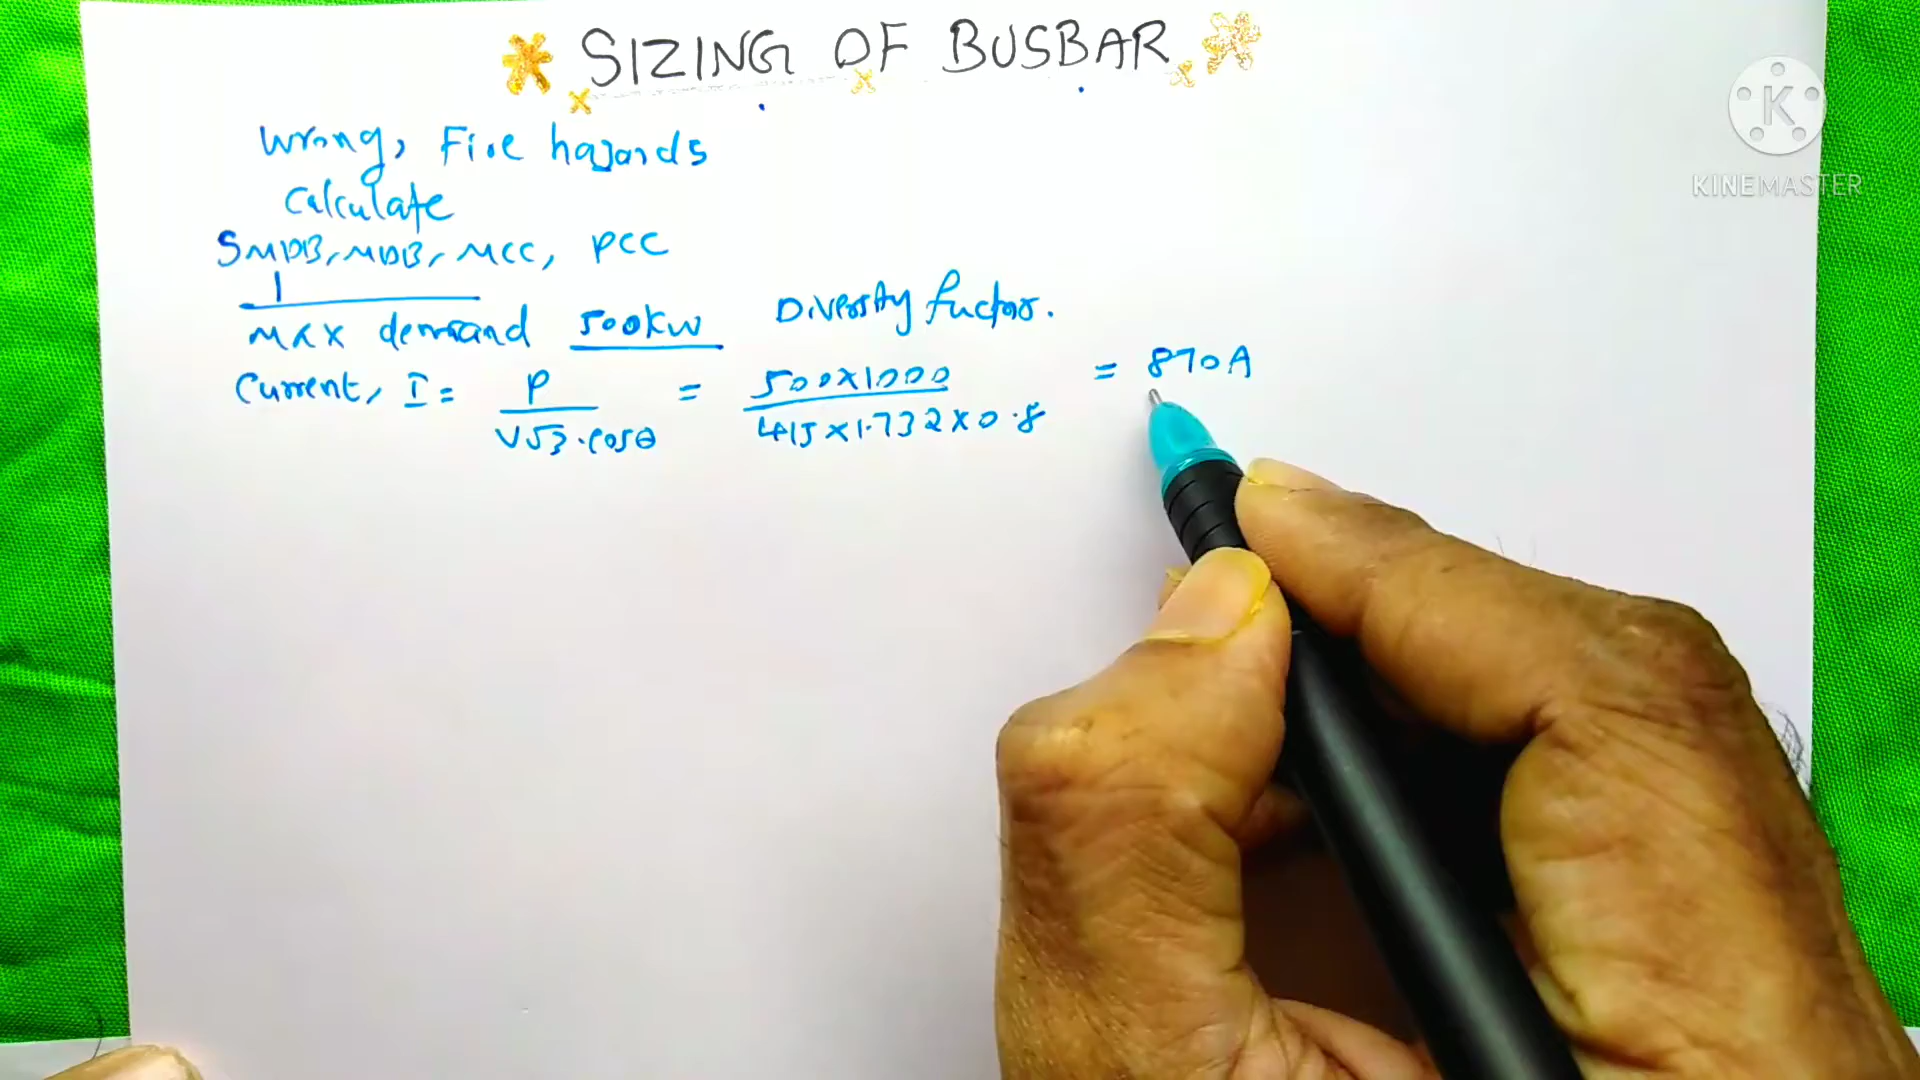 SIZING OF BUSBAR
K
KINEMASTER
Wrong, Fire hazards
Calculate
SMDB, MDB, MCC, PCC
Max demand 500kw Diversity factor.
Current, I = P / V√3.cosθ = 500x1000 / 415x1.732x0.8 = 870A